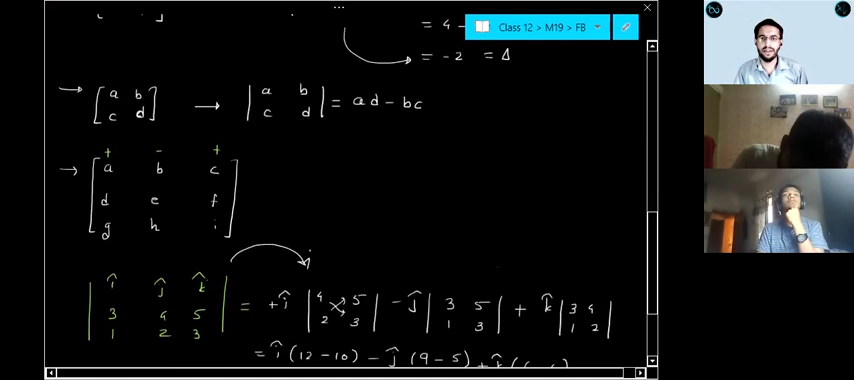 = 4 -
Class 12 > M19 > FB
= -2 = Δ
→ [a b; c d] → |a b; c d| = ad - bc
+ - +
→ [a b c
d e f
g h i]
|î ĵ k̂
3 4 5
1 2 3| = +î |4 5; 2 3| - ĵ |3 5; 1 3| + k̂ |3 4; 1 2|
= î (12 - 10) - ĵ (9 - 5) + k̂ (